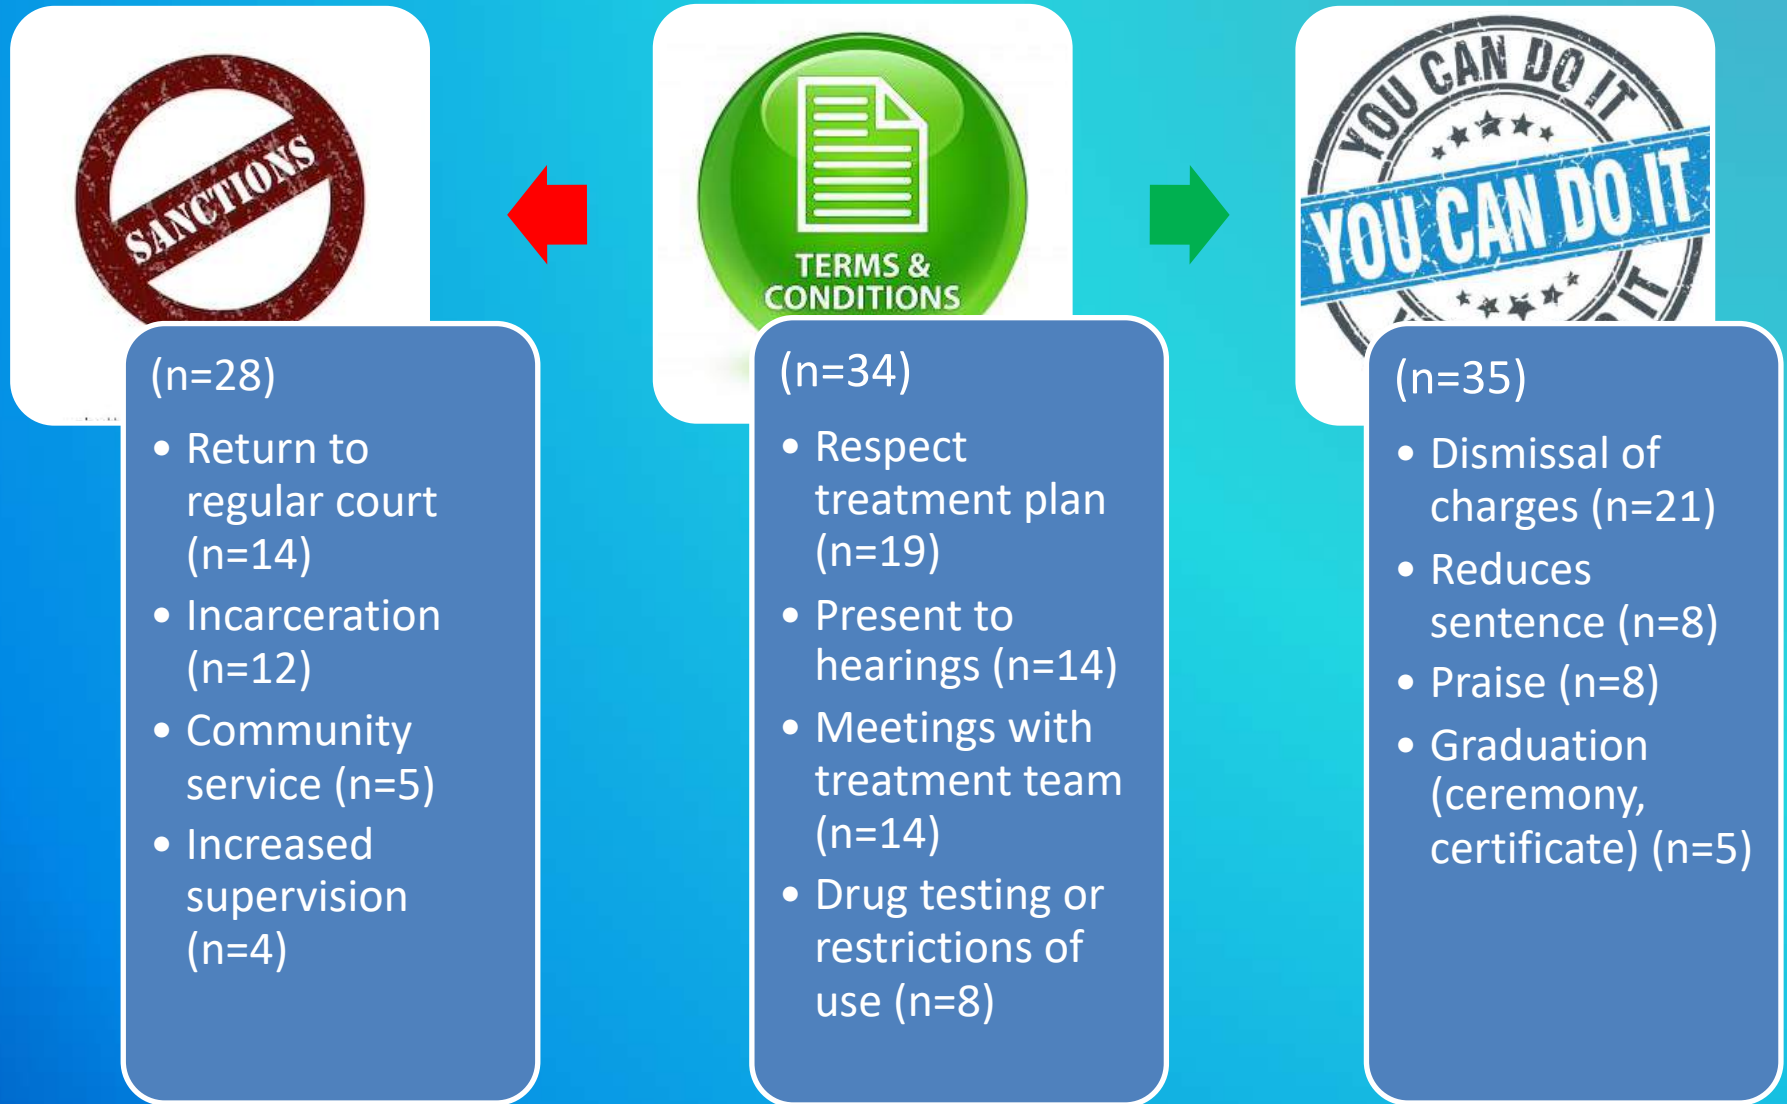 SANCTIONS
(n=28)
• Return to
regular court
(n=14)
• Incarceration
(n=12)
• Community
service (n=5)
• Increased
supervision
(n=4)
TERMS &
CONDITIONS
(n=34)
• Respect
treatment plan
(n=19)
• Present to
hearings (n=14)
• Meetings with
treatment team
(n=14)
• Drug testing or
restrictions of
use (n=8)
YOU CAN DO IT
YOU CAN DO IT
IT
(n=35)
• Dismissal of
charges (n=21)
• Reduces
sentence (n=8)
• Praise (n=8)
• Graduation
(ceremony,
certificate) (n=5)